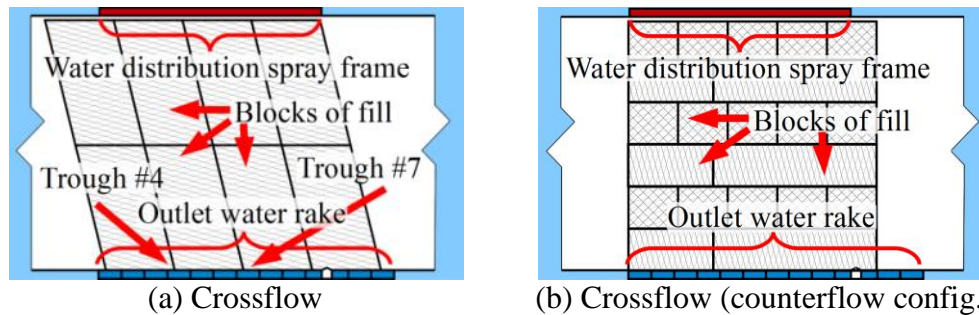 Water distribution spray frame
Blocks of fill
Trough #4
Trough #7
Outlet water rake
(a) Crossflow
Water distribution spray frame
Blocks of fill
Outlet water rake
(b) Crossflow (counterflow config.